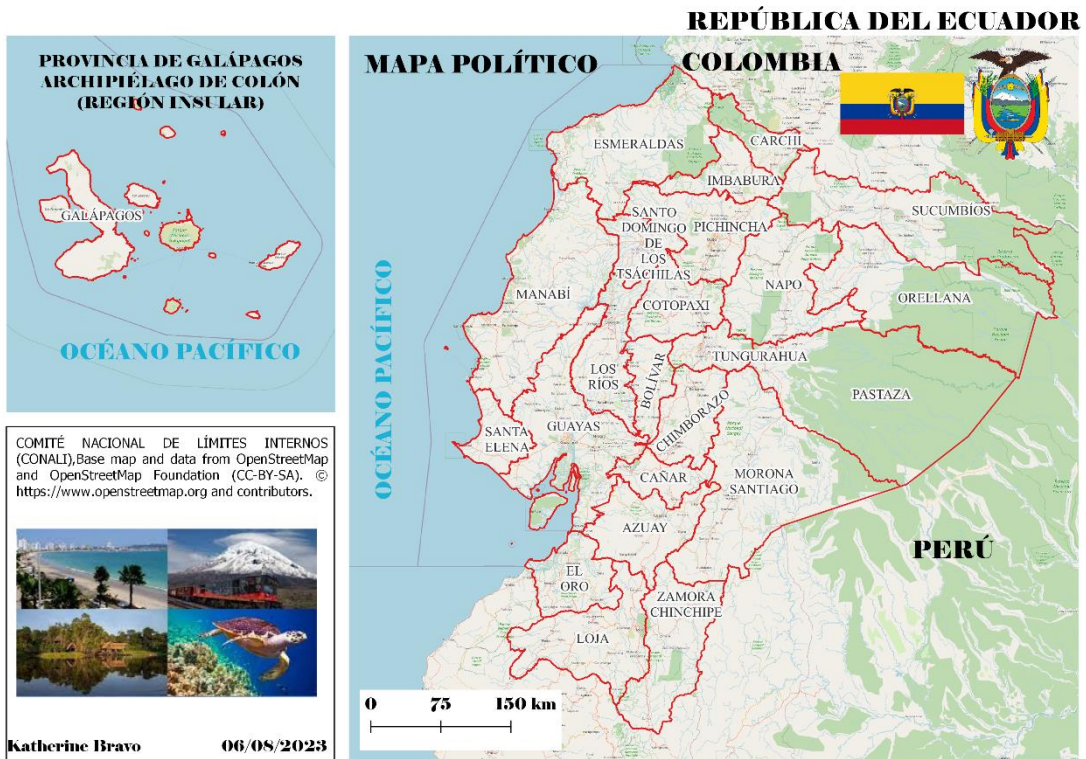 REPÚBLICA DEL ECUADOR
PROVINCIA DE GALÁPAGOS
ARCHIPIÉLAGO DE COLÓN
(REGIÓN INSULAR)
GALÁPAGOS
OCÉANO PACÍFICO
MAPA POLÍTICO
COLOMBIA
ESMERALDAS
CARCHI
IMBABURA
SUCUMBÍOS
SANTO
DOMINGO
DE
LOS
TSÁCHILAS
PICHINCHA
MANABÍ
NAPO
ORELLANA
COTOPAXI
OCÉANO PACÍFICO
TUNGURAHUA
LOS
RÍOS
BOLÍVAR
PASTAZA
CHIMBORAZO
GUAYAS
SANTA
ELENA
CAÑAR
MORONA
SANTIAGO
AZUAY
PERÚ
EL
ORO
ZAMORA
CHINCHIPE
LOJA
0 75 150 km
COMITÉ NACIONAL DE LÍMITES INTERNOS
(CONALI),Base map and data from OpenStreetMap
and OpenStreetMap Foundation (CC-BY-SA). ©
https://www.openstreetmap.org and contributors.
Katherine Bravo 06/08/2023